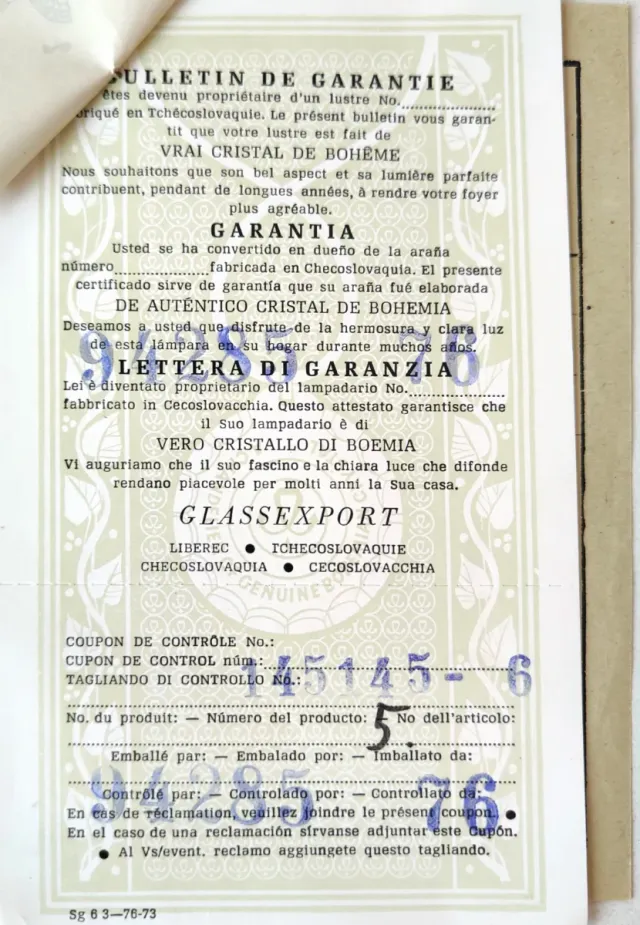 BULLETIN DE GARANTIE
êtes devenu propriétaire d'un lustre No.
briqué en Tchécoslovaquie. Le présent bulletin vous garan-
tit que votre lustre est fait de
VRAI CRISTAL DE BOHÊME
Nous souhaitons que son bel aspect et sa lumière parfaite
contribuent, pendant de longues années, à rendre votre foyer
plus agréable.
GARANTIA
Usted se ha convertido en dueño de la araña
número....................fabricada en Checoslovaquia. El presente
certificado sirve de garantía que su araña fué elaborada
DE AUTÉNTICO CRISTAL DE BOHEMIA
Deseamos a usted que disfrute de la hermosura y clara luz
de esta lámpara en su hogar durante muchos años.
94285 76
LETTERA DI GARANZIA
Lei è diventato proprietario del lampadario No.
fabbricato in Cecoslovacchia. Questo attestato garantisce che
il Suo lampadario è di
VERO CRISTALLO DI BOEMIA
Vi auguriamo che il suo fascino e la chiara luce che difonde
rendano piacevole per molti anni la Sua casa.
GLASSEXPORT
LIBEREC ● TCHECOSLOVAQUIE
CHECOSLOVAQUIA ● CECOSLOVACCHIA
GENUINE
COUPON DE CONTRÔLE No.:
CUPON DE CONTROL núm.:
TAGLIANDO DI CONTROLLO No.:
145145- 6
No. du produit: — Número del producto: — No dell'articolo:
5
Emballé par: — Embalado por: — Imballato da:
Contrôlé par: — Controlado por: — Controllato da:
94285 76
En cas de réclamation, veuillez joindre le présent coupon. ●
En el caso de una reclamación sírvanse adjuntar este Cupón.
● Al Vs/event. reclamo aggiungete questo tagliando.
Sg 6 3—76-73